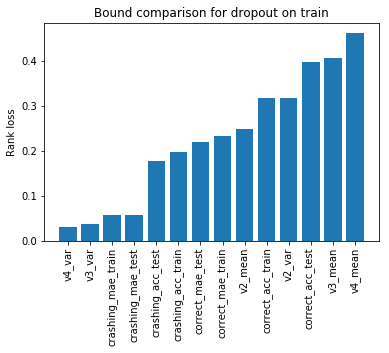 Bound comparison for dropout on train
Rank loss
0.4
0.3
0.2
0.1
0.0
v4_var
v3_var
crashing_mae_train
crashing_mae_test
crashing_acc_test
crashing_acc_train
correct_mae_test
correct_mae_train
v2_mean
correct_acc_train
v2_var
correct_acc_test
v3_mean
v4_mean